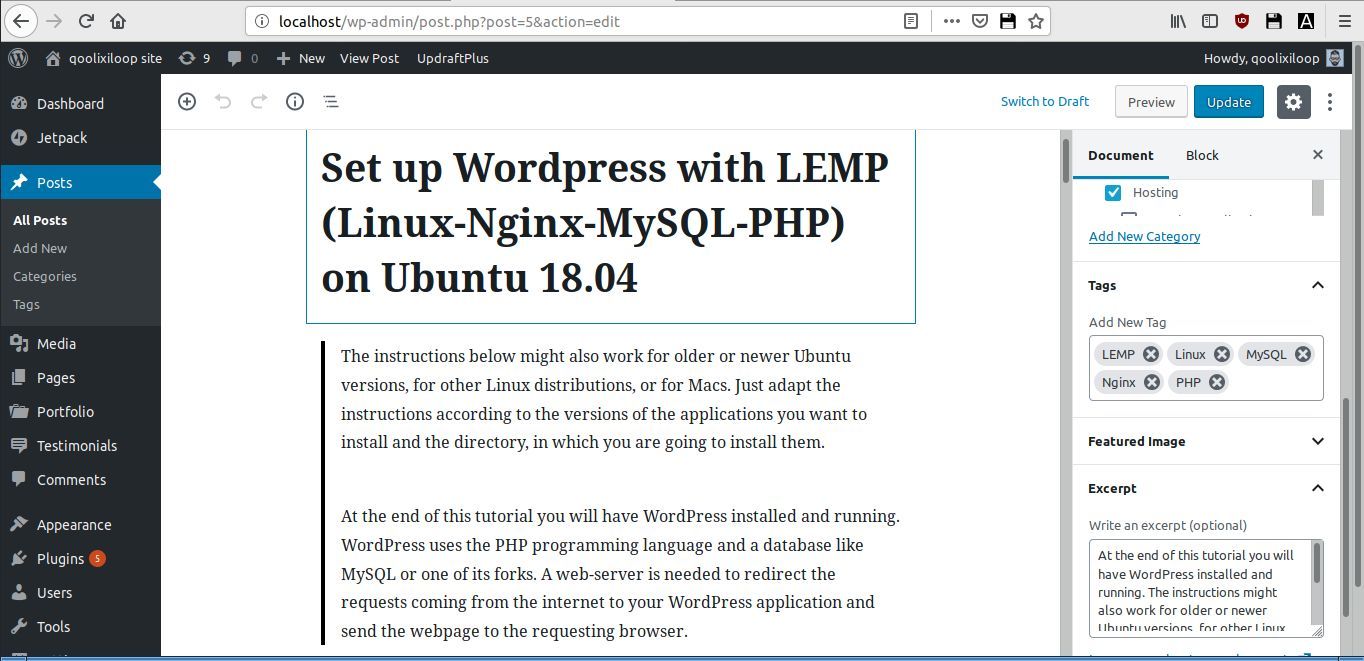 localhost/wp-admin/post.php?post=5&action=edit
qoolixiloop site 9 0 New View Post UpdraftPlus Howdy, qoolixiloop
Dashboard
Jetpack
Posts
All Posts
Add New
Categories
Tags
Media
Pages
Portfolio
Testimonials
Comments
Appearance
Plugins 5
Users
Tools
Switch to Draft Preview Update
Set up Wordpress with LEMP
(Linux-Nginx-MySQL-PHP)
on Ubuntu 18.04
The instructions below might also work for older or newer Ubuntu
versions, for other Linux distributions, or for Macs. Just adapt the
instructions according to the versions of the applications you want to
install and the directory, in which you are going to install them.
At the end of this tutorial you will have WordPress installed and running.
WordPress uses the PHP programming language and a database like
MySQL or one of its forks. A web-server is needed to redirect the
requests coming from the internet to your WordPress application and
send the webpage to the requesting browser.
Document Block
Hosting
Add New Category
Tags
Add New Tag
LEMP Linux MySQL
Nginx PHP
Featured Image
Excerpt
Write an excerpt (optional)
At the end of this tutorial you will
have WordPress installed and
running. The instructions might
also work for older or newer
Ubuntu versions, for other Linux